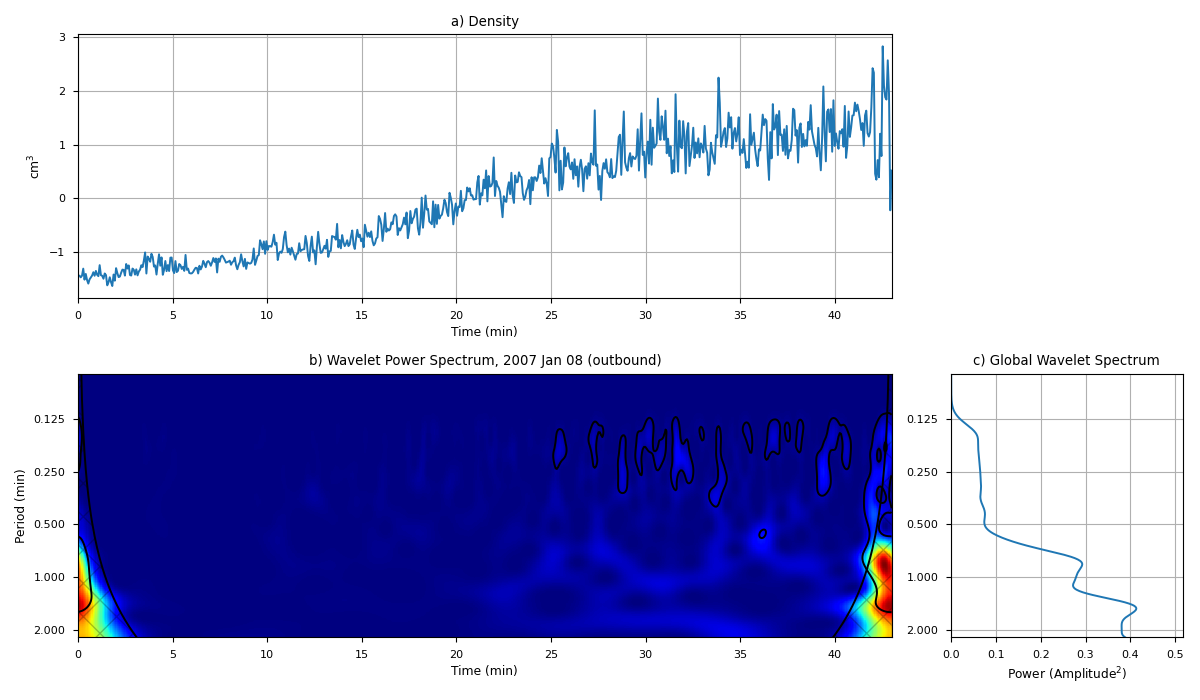 a) Density
3
2
1
0
−1
cm³
0 5 10 15 20 25 30 35 40
Time (min)
b) Wavelet Power Spectrum, 2007 Jan 08 (outbound)
0.125
0.250
0.500
1.000
2.000
Period (min)
0 5 10 15 20 25 30 35 40
Time (min)
c) Global Wavelet Spectrum
0.125
0.250
0.500
1.000
2.000
0.0 0.1 0.2 0.3 0.4 0.5
Power (Amplitude²)